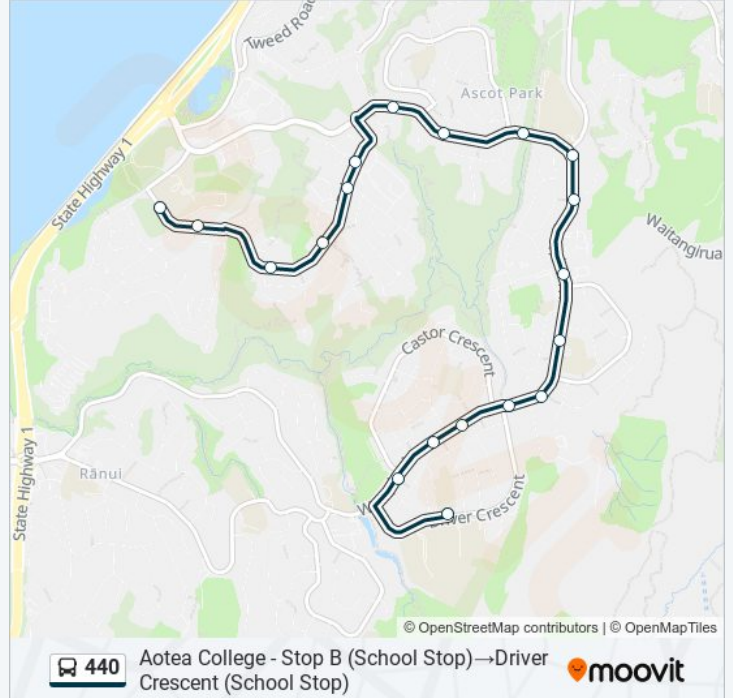 Tweed Road
Ascot Park
State Highway 1
Waitangirua
Castor Crescent
State Highway 1
Rānui
W
Driver Crescent
© OpenStreetMap contributors | © OpenMapTiles
440
Aotea College - Stop B (School Stop)→Driver
Crescent (School Stop)
moovit